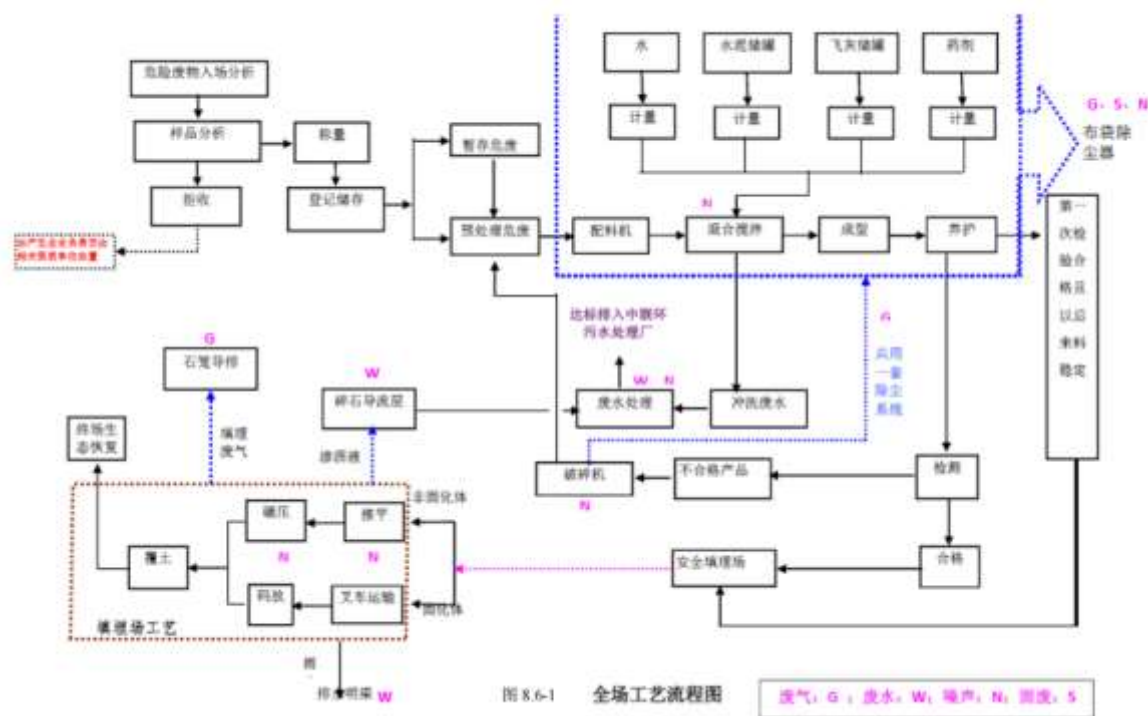 危险废物入场分析
样品分析
称量
拒收
登记储存
暂存危废
预处理危废
水
水泥储罐
飞灰储罐
药剂
计量
计量
计量
计量
N
配料机
混合搅拌
成型
养护
G、S、N
布袋除
尘器
第一
次检
验合
格且
以后
来料
稳定
达标排入中联环
污水处理厂
G
共用
一套
除尘
系统
G
石笼导排
W
碎石导流层
W
N
废水处理
冲洗废水
终场生
态恢复
填埋
废气
渗沥液
破碎机
N
不合格产品
检测
合格
安全填埋场
非固化体
固化体
碾压
N
推平
N
覆土
码放
叉车运输
填埋场工艺
雨
排水明渠
W
图 8.6-1
全场工艺流程图
废气：G；废水：W；噪声：N；固废：S